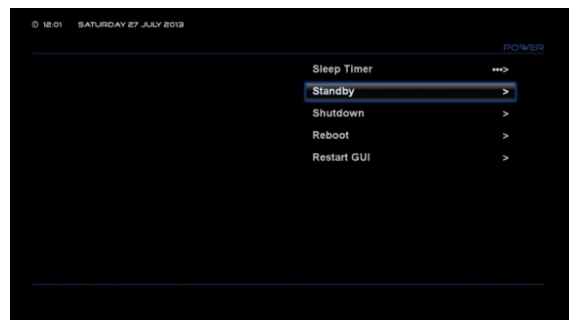 12:01 SATURDAY 27 JULY 2013
POWER
Sleep Timer •••>
Standby >
Shutdown >
Reboot >
Restart GUI >